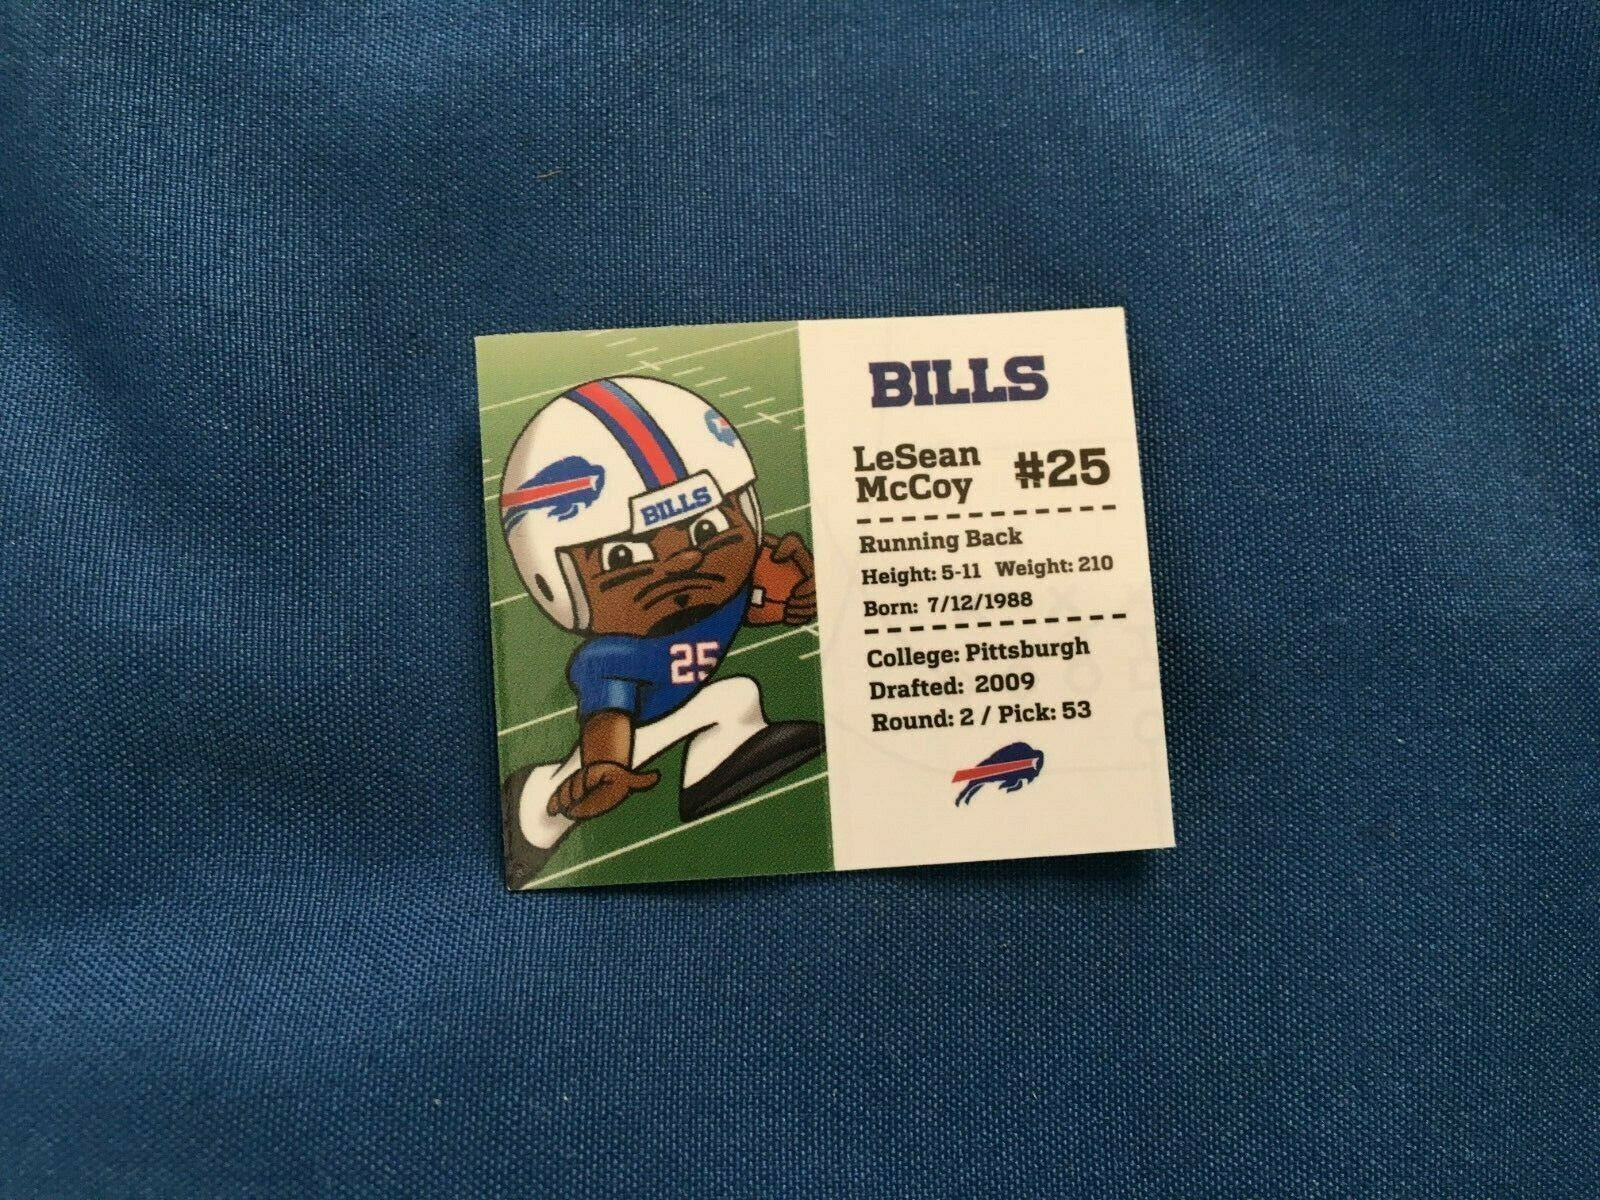 BILLS
25
BILLS
LeSean
McCoy
#25
Running Back
Height: 5-11 Weight: 210
Born: 7/12/1988
College: Pittsburgh
Drafted: 2009
Round: 2 / Pick: 53